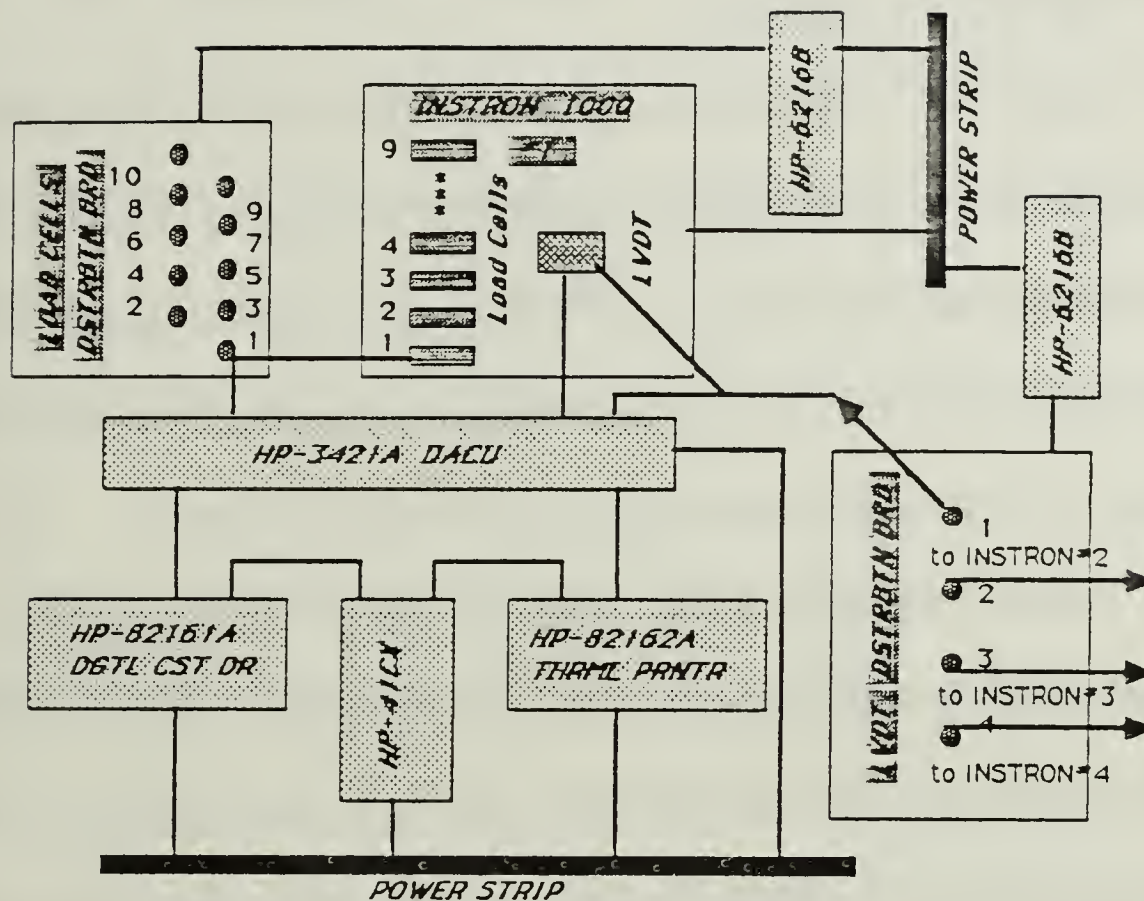 HP-6216B
POWER STRIP
HP-6216B
LOAD CELLS
DSTRBTN BRD
10
8
6
4
2
9
7
5
3
1
INSTRON 1000
#1
9
4
3
2
1
Load Cells
LVDT
HP-3421A DACU
HP-82161A
DGTL CST DR
HP-41CX
HP-82162A
THRML PRNTR
LVDT DSTRBTN BRD
1
to INSTRON#2
2
3
to INSTRON#3
4
to INSTRON#4
POWER STRIP